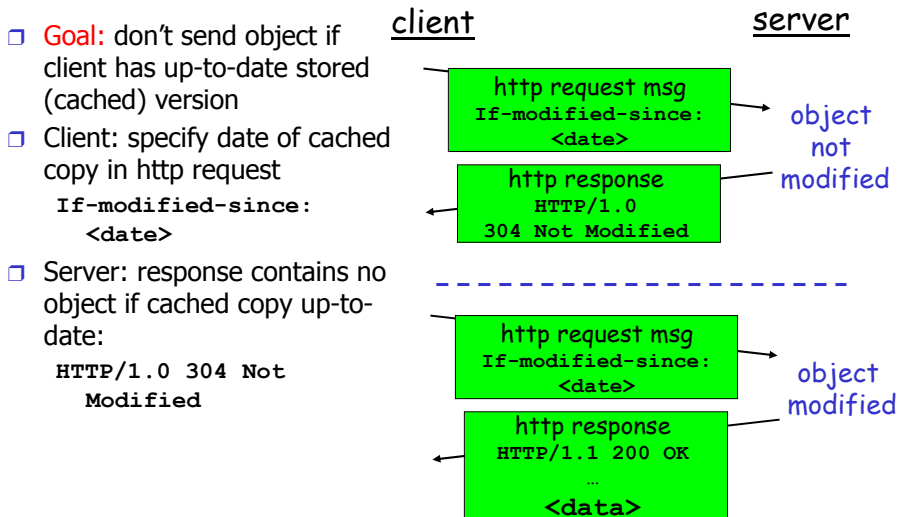 Goal: don't send object if
client has up-to-date stored
(cached) version
Client: specify date of cached
copy in http request
If-modified-since:
<date>
Server: response contains no
object if cached copy up-to-
date:
HTTP/1.0 304 Not
Modified
client
server
http request msg
If-modified-since:
<date>
object
not
modified
http response
HTTP/1.0
304 Not Modified
http request msg
If-modified-since:
<date>
object
modified
http response
HTTP/1.1 200 OK
…
<data>